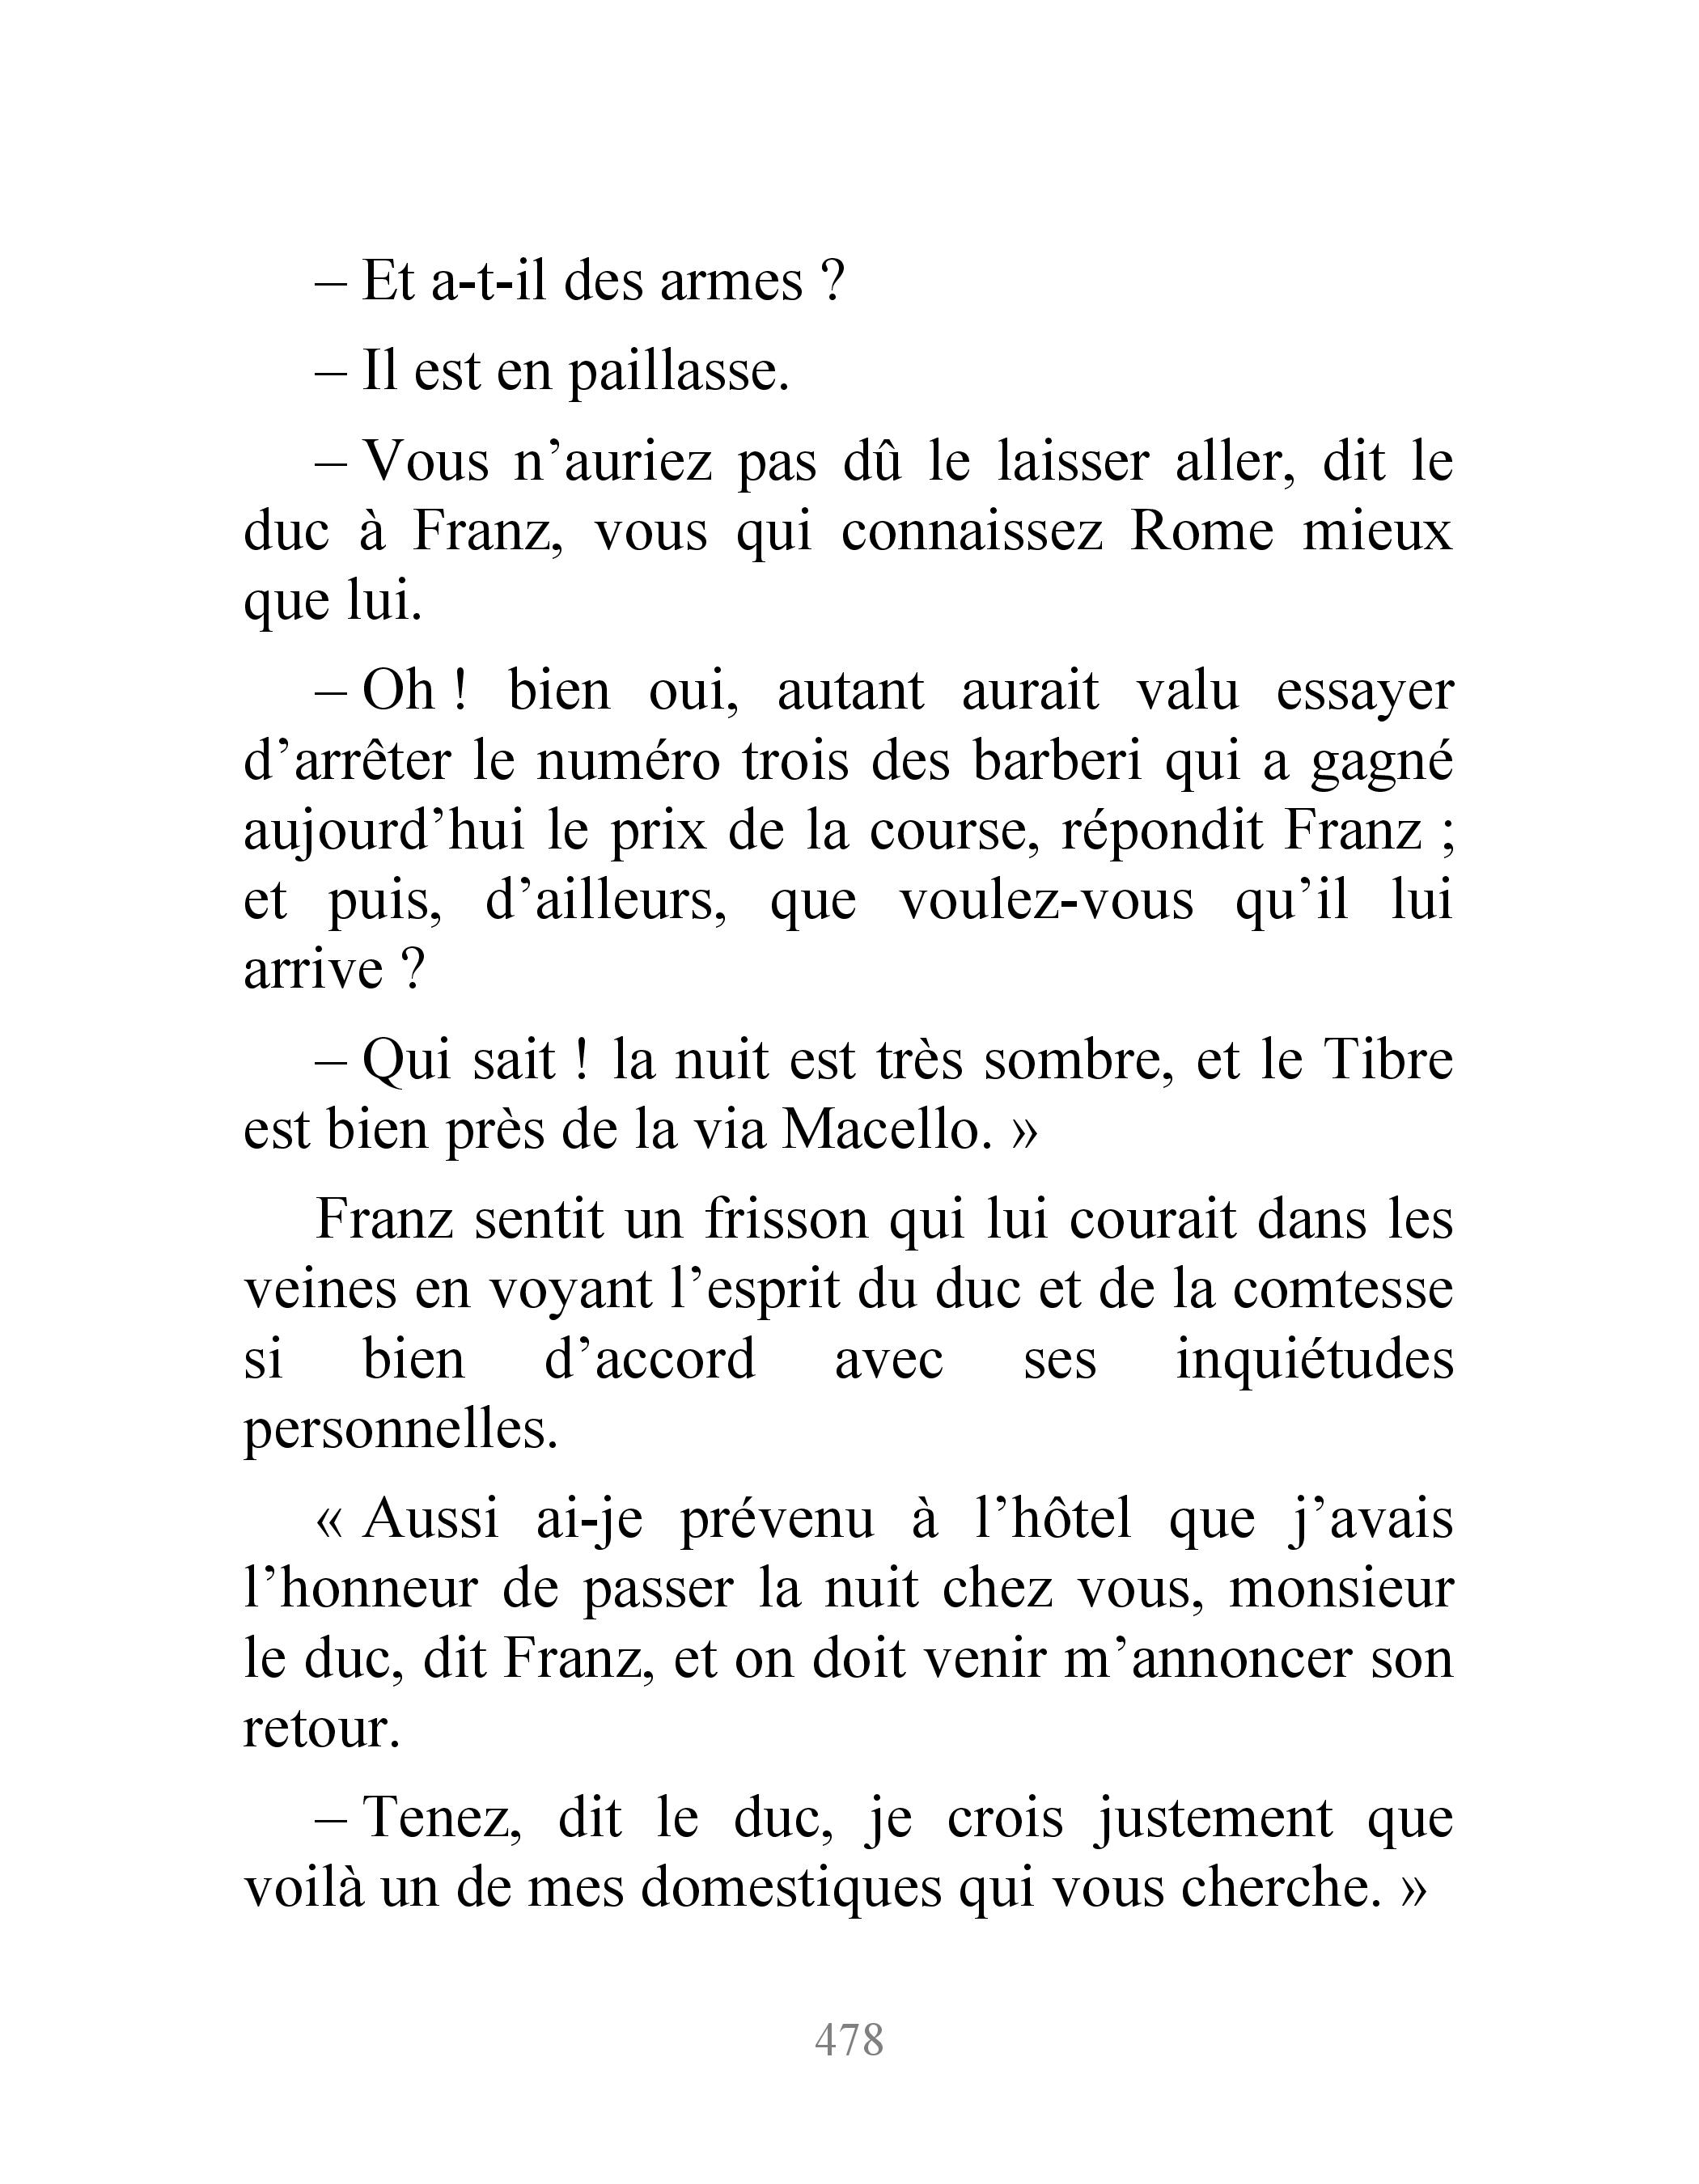 – Et a-t-il des armes ?
– Il est en paillasse.
– Vous n’auriez pas dû le laisser aller, dit le
duc à Franz, vous qui connaissez Rome mieux
que lui.
– Oh ! bien oui, autant aurait valu essayer
d’arrêter le numéro trois des barberi qui a gagné
aujourd’hui le prix de la course, répondit Franz ;
et puis, d’ailleurs, que voulez-vous qu’il lui
arrive ?
– Qui sait ! la nuit est très sombre, et le Tibre
est bien près de la via Macello. »
Franz sentit un frisson qui lui courait dans les
veines en voyant l’esprit du duc et de la comtesse
si bien d’accord avec ses inquiétudes
personnelles.
« Aussi ai-je prévenu à l’hôtel que j’avais
l’honneur de passer la nuit chez vous, monsieur
le duc, dit Franz, et on doit venir m’annoncer son
retour.
– Tenez, dit le duc, je crois justement que
voilà un de mes domestiques qui vous cherche. »
478